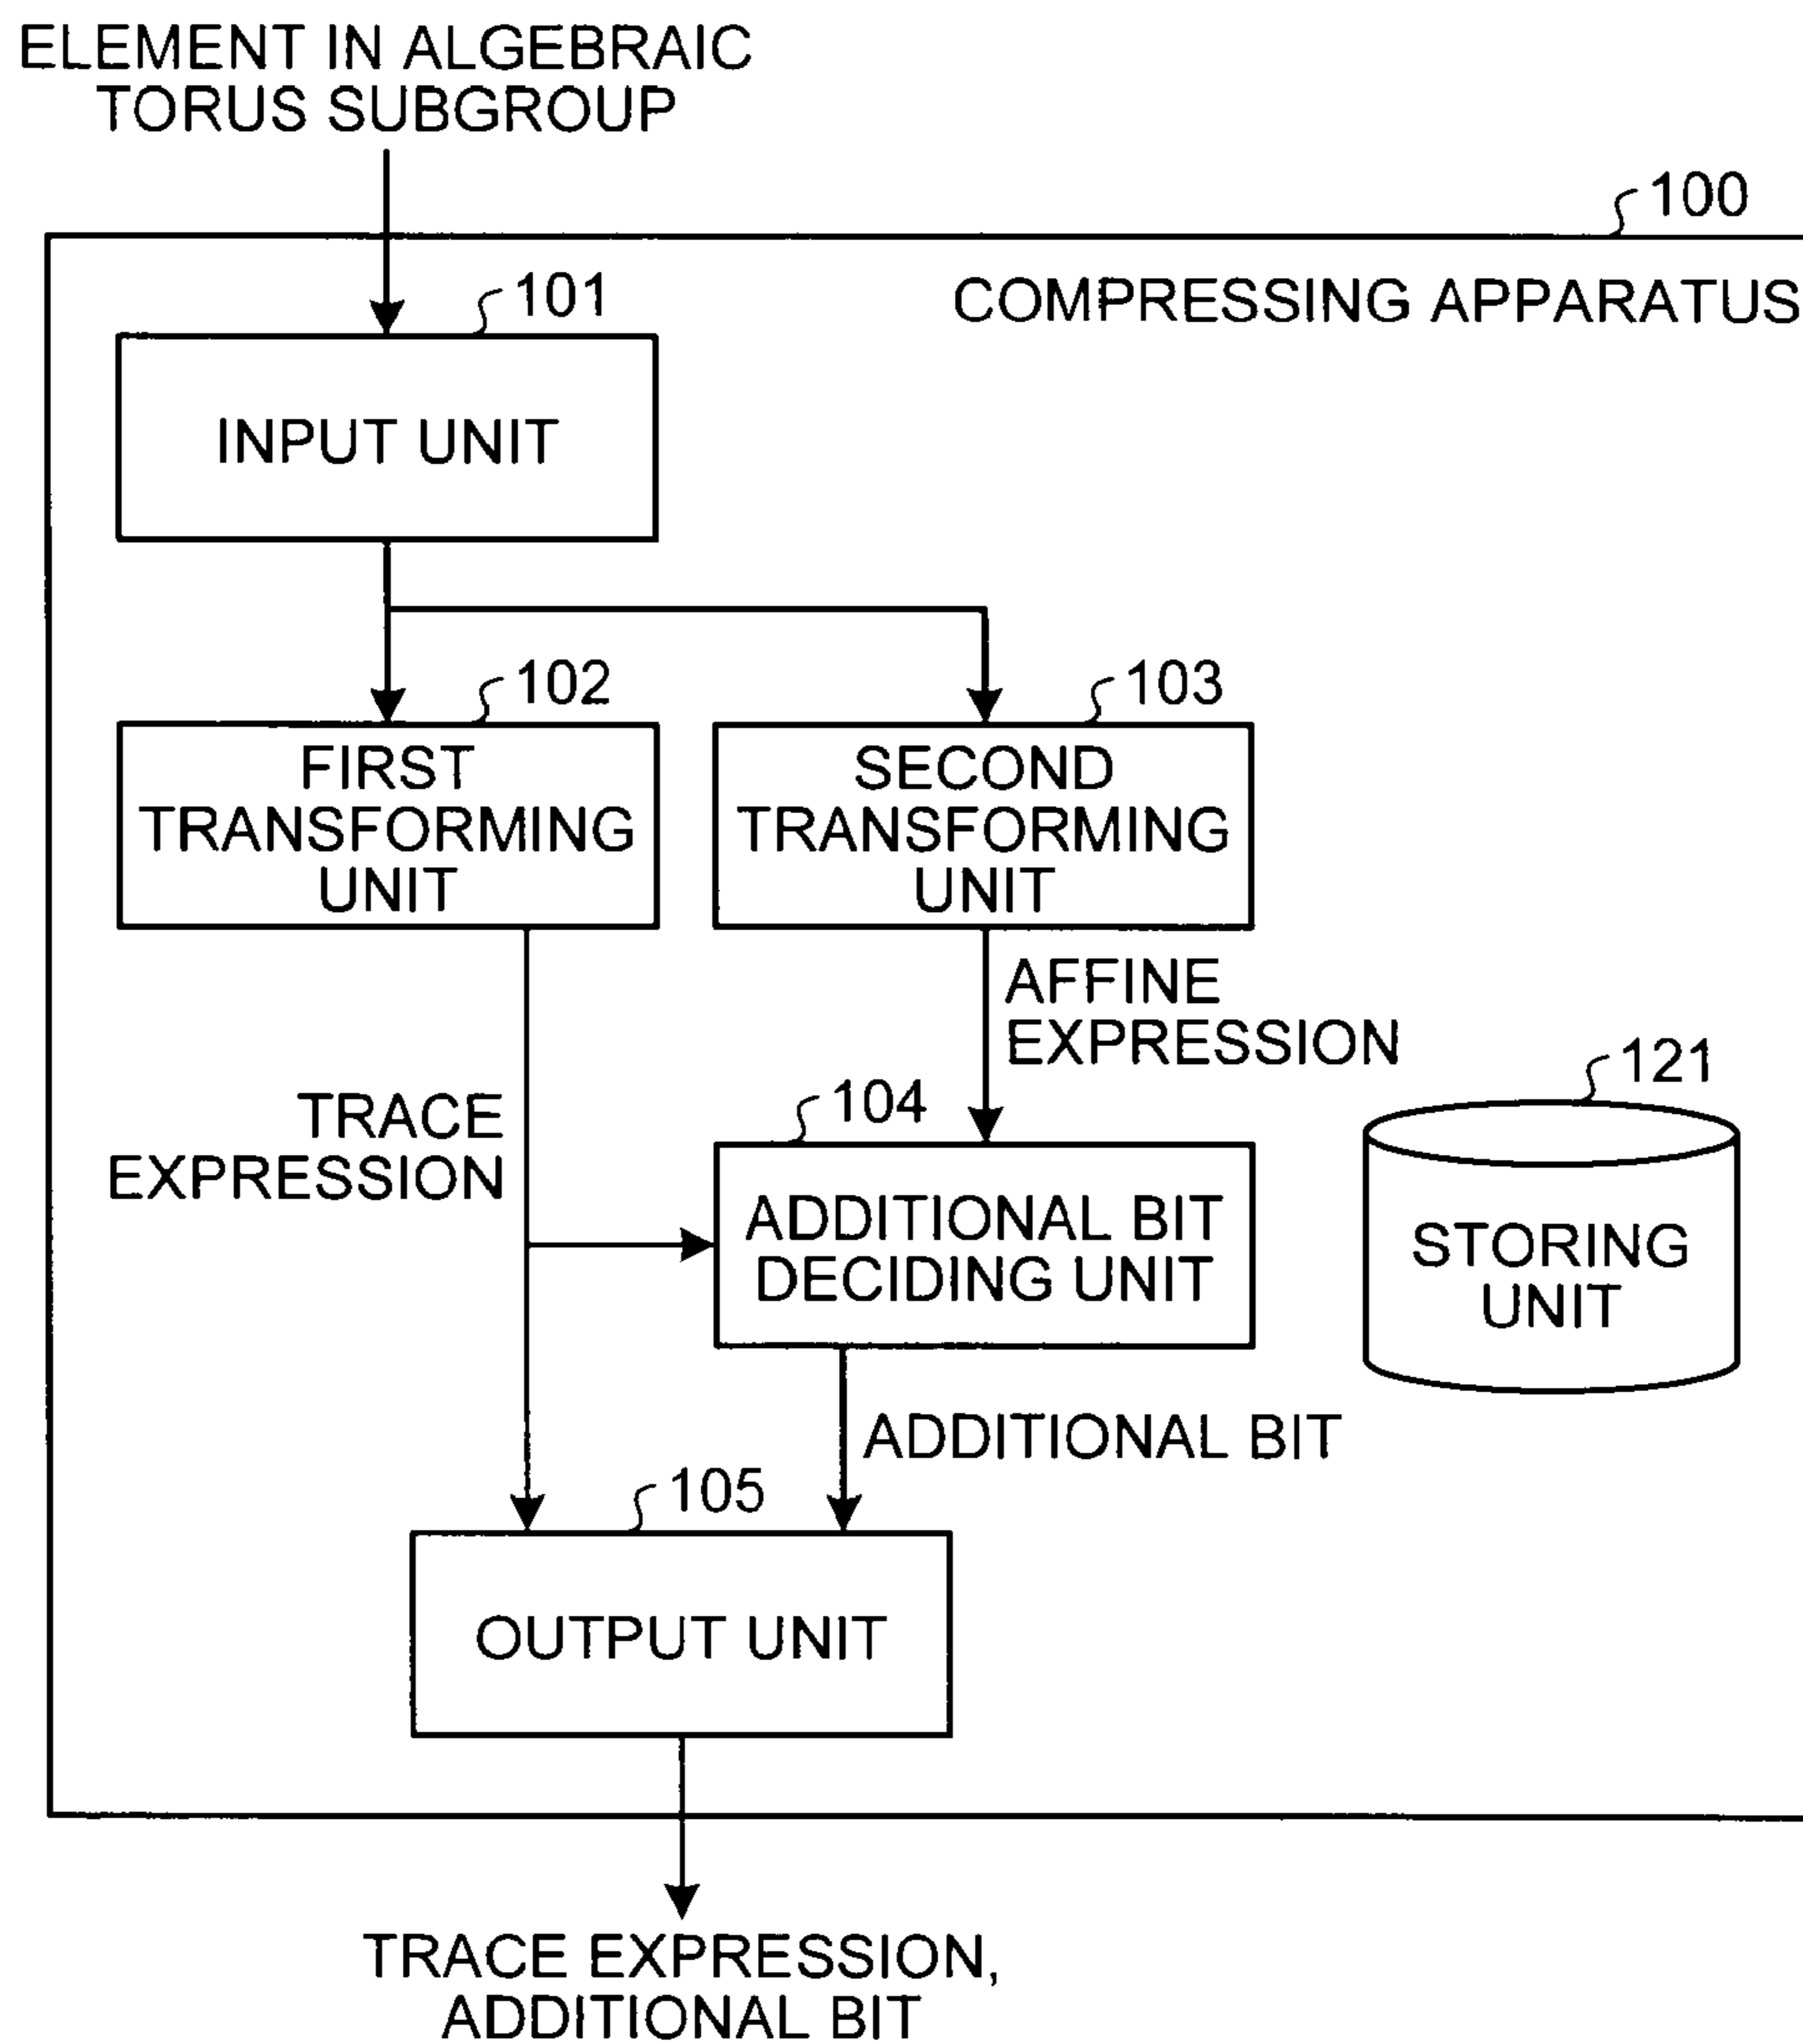 ELEMENT IN ALGEBRAIC
TORUS SUBGROUP
100
COMPRESSING APPARATUS
101
INPUT UNIT
102
FIRST
TRANSFORMING
UNIT
103
SECOND
TRANSFORMING
UNIT
AFFINE
EXPRESSION
TRACE
EXPRESSION
104
ADDITIONAL BIT
DECIDING UNIT
121
STORING
UNIT
ADDITIONAL BIT
105
OUTPUT UNIT
TRACE EXPRESSION,
ADDITIONAL BIT